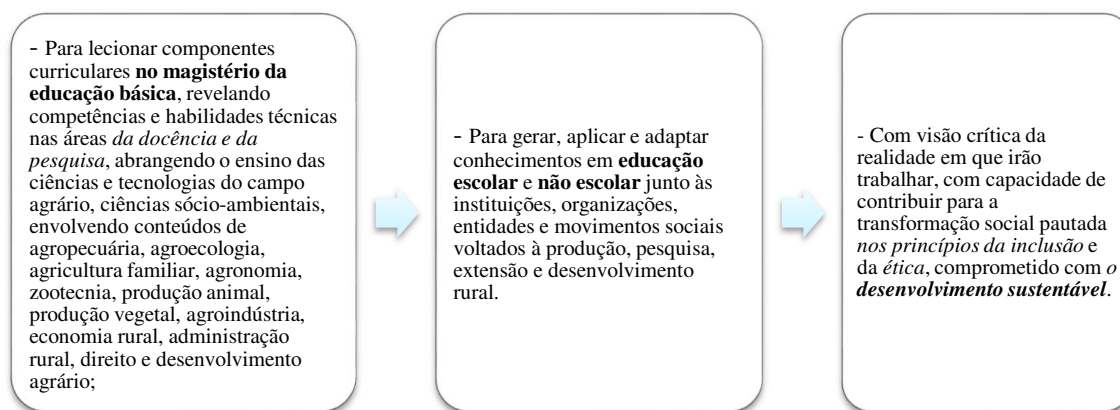 - Para lecionar componentes
curriculares no magistério da
educação básica, revelando
competências e habilidades técnicas
nas áreas da docência e da
pesquisa, abrangendo o ensino das
ciências e tecnologias do campo
agrário, ciências sócio-ambientais,
envolvendo conteúdos de
agropecuária, agroecologia,
agricultura familiar, agronomia,
zootecnia, produção animal,
produção vegetal, agroindústria,
economia rural, administração
rural, direito e desenvolvimento
agrário;
- Para gerar, aplicar e adaptar
conhecimentos em educação
escolar e não escolar junto às
instituições, organizações,
entidades e movimentos sociais
voltados à produção, pesquisa,
extensão e desenvolvimento
rural.
- Com visão crítica da
realidade em que irão
trabalhar, com capacidade de
contribuir para a
transformação social pautada
nos princípios da inclusão e
da ética, comprometido com o
desenvolvimento sustentável.